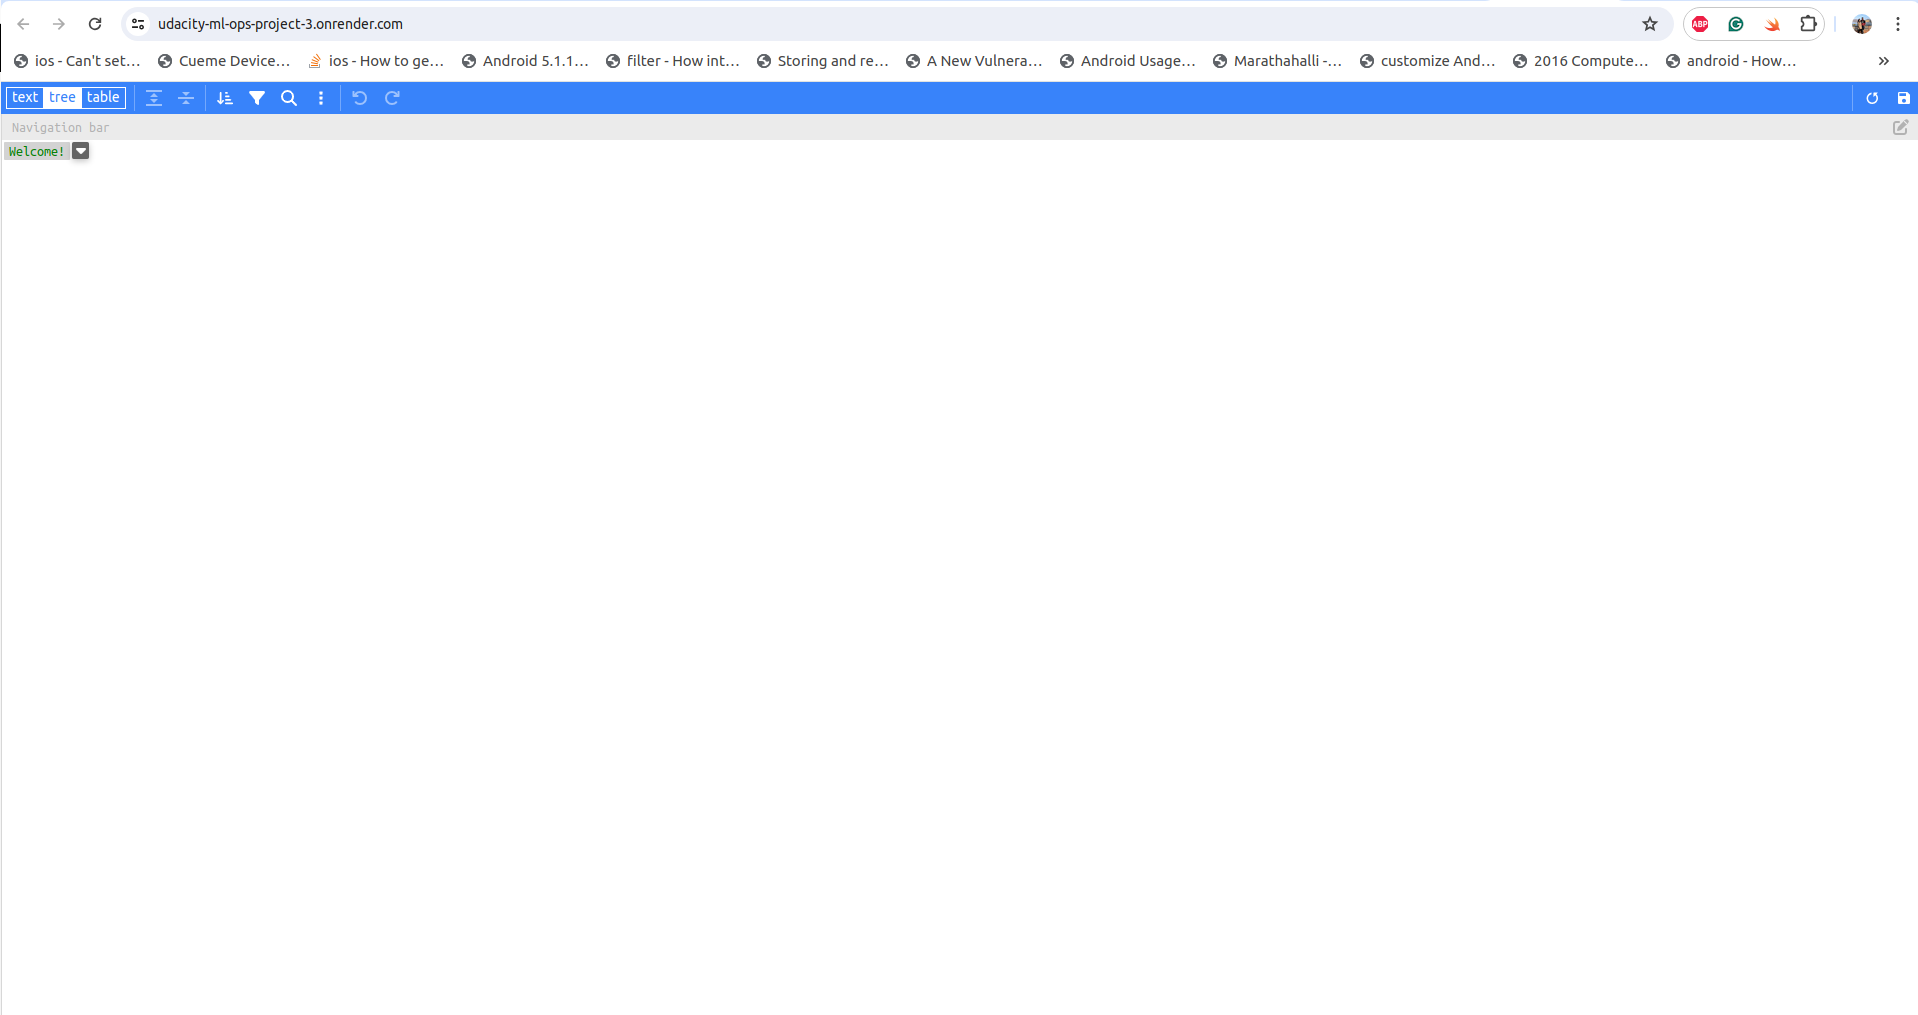 udacity-ml-ops-project-3.onrender.com
ABP
ios - Can't set... Cueme Device... ios - How to ge... Android 5.1.1... filter - How int... Storing and re... A New Vulnera... Android Usage... Marathahalli -... customize And... 2016 Compute... android - How... »
text tree table
Navigation bar
Welcome!